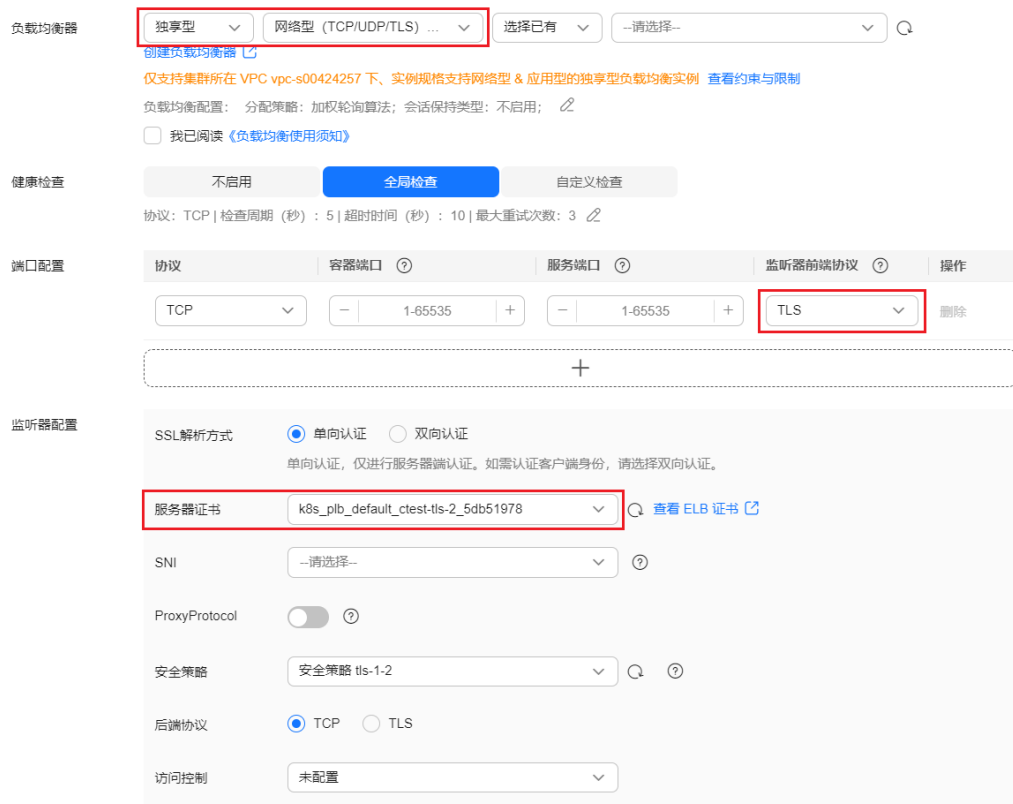 负载均衡器 独享型 网络型 (TCP/UDP/TLS) ... 选择已有 --请选择--
创建负载均衡器
仅支持集群所在 VPC vpc-s00424257 下、实例规格支持网络型 & 应用型的独享型负载均衡实例 查看约束与限制
负载均衡配置: 分配策略: 加权轮询算法; 会话保持类型: 不启用;
我已阅读《负载均衡使用须知》
健康检查 不启用 全局检查 自定义检查
协议: TCP | 检查周期 (秒) : 5 | 超时时间 (秒) : 10 | 最大重试次数: 3
端口配置 协议 容器端口 ? 服务端口 ? 监听器前端协议 ? 操作
TCP − 1-65535 + − 1-65535 + TLS 删除
+
监听器配置
SSL解析方式 单向认证 双向认证
单向认证, 仅进行服务器端认证。如需认证客户端身份, 请选择双向认证。
服务器证书 k8s_plb_default_ctest-tls-2_5db51978 查看 ELB 证书
SNI --请选择-- ?
ProxyProtocol ?
安全策略 安全策略 tls-1-2 ?
后端协议 TCP TLS
访问控制 未配置